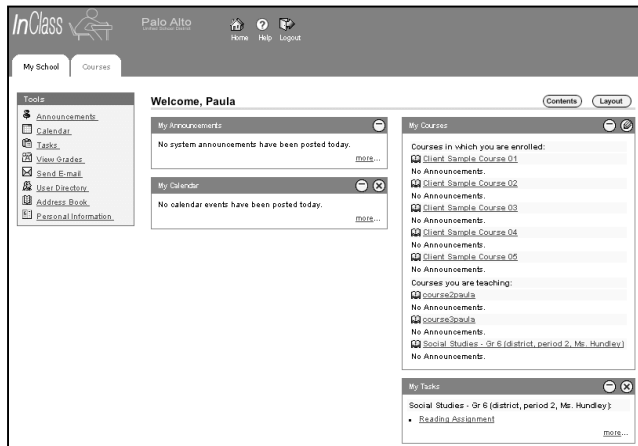 InClass
Palo Alto
Unified School District
Home Help Logout
My School Courses
Tools
Announcements
Calendar
Tasks
View Grades
Send E-mail
User Directory
Address Book
Personal Information
Welcome, Paula
Contents Layout
My Announcements
No system announcements have been posted today.
more...
My Calendar
No calendar events have been posted today.
more...
My Courses
Courses in which you are enrolled:
Client Sample Course 01
No Announcements.
Client Sample Course 02
No Announcements.
Client Sample Course 03
No Announcements.
Client Sample Course 04
No Announcements.
Client Sample Course 05
No Announcements.
Courses you are teaching:
course2paula
No Announcements.
course3paula
No Announcements.
Social Studies - Gr 6 (district, period 2, Ms. Hundley)
No Announcements.
My Tasks
Social Studies - Gr 6 (district, period 2, Ms. Hundley):
Reading Assignment
more...